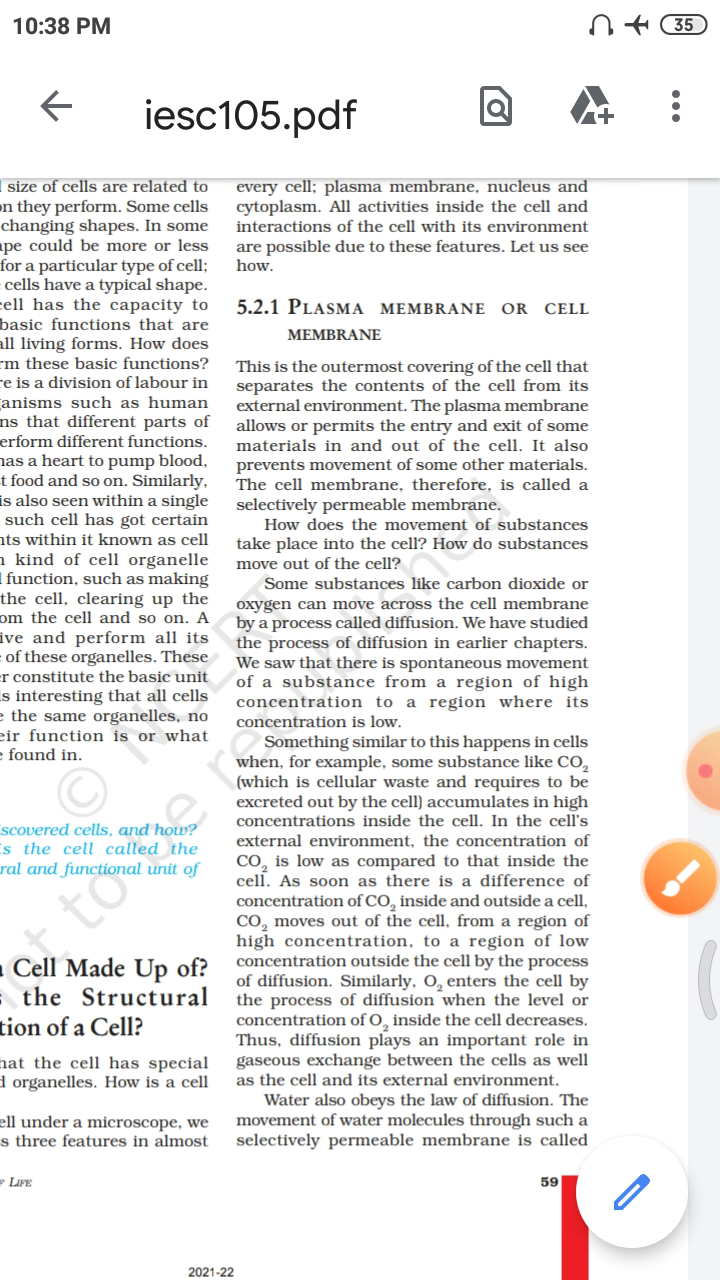 10:38 PM
35
iesc105.pdf
size of cells are related to
they perform. Some cells
changing shapes. In some
could be more or less
for a particular type of cell;
cells have a typical shape.
has the capacity to
basic functions that are
all living forms. How does
these basic functions?
is a division of labour in
such as human
that different parts of
different functions.
has a heart to pump blood,
food and so on. Similarly,
is also seen within a single
such cell has got certain
within it known as cell
kind of cell organelle
function, such as making
the cell, clearing up the
the cell and so on. A
and perform all its
of these organelles. These
constitute the basic unit
is interesting that all cells
the same organelles, no
function is or what
found in.
cells, and how?
the cell called the
and functional unit of
Cell Made Up of?
the Structural
of a Cell?
that the cell has special
organelles. How is a cell
under a microscope, we
three features in almost
LIFE
every cell; plasma membrane, nucleus and
cytoplasm. All activities inside the cell and
interactions of the cell with its environment
are possible due to these features. Let us see
how.
5.2.1 PLASMA MEMBRANE OR CELL
MEMBRANE
This is the outermost covering of the cell that
separates the contents of the cell from its
external environment. The plasma membrane
allows or permits the entry and exit of some
materials in and out of the cell. It also
prevents movement of some other materials.
The cell membrane, therefore, is called a
selectively permeable membrane.
How does the movement of substances
take place into the cell? How do substances
move out of the cell?
Some substances like carbon dioxide or
oxygen can move across the cell membrane
by a process called diffusion. We have studied
the process of diffusion in earlier chapters.
We saw that there is spontaneous movement
of a substance from a region of high
concentration to a region where its
concentration is low.
Something similar to this happens in cells
when, for example, some substance like CO₂
(which is cellular waste and requires to be
excreted out by the cell) accumulates in high
concentrations inside the cell. In the cell's
external environment, the concentration of
CO₂ is low as compared to that inside the
cell. As soon as there is a difference of
concentration of CO₂ inside and outside a cell,
CO₂ moves out of the cell, from a region of
high concentration, to a region of low
concentration outside the cell by the process
of diffusion. Similarly, O₂ enters the cell by
the process of diffusion when the level or
concentration of O₂ inside the cell decreases.
Thus, diffusion plays an important role in
gaseous exchange between the cells as well
as the cell and its external environment.
Water also obeys the law of diffusion. The
movement of water molecules through such a
selectively permeable membrane is called
59
2021-22
© NCERT
not to be republished